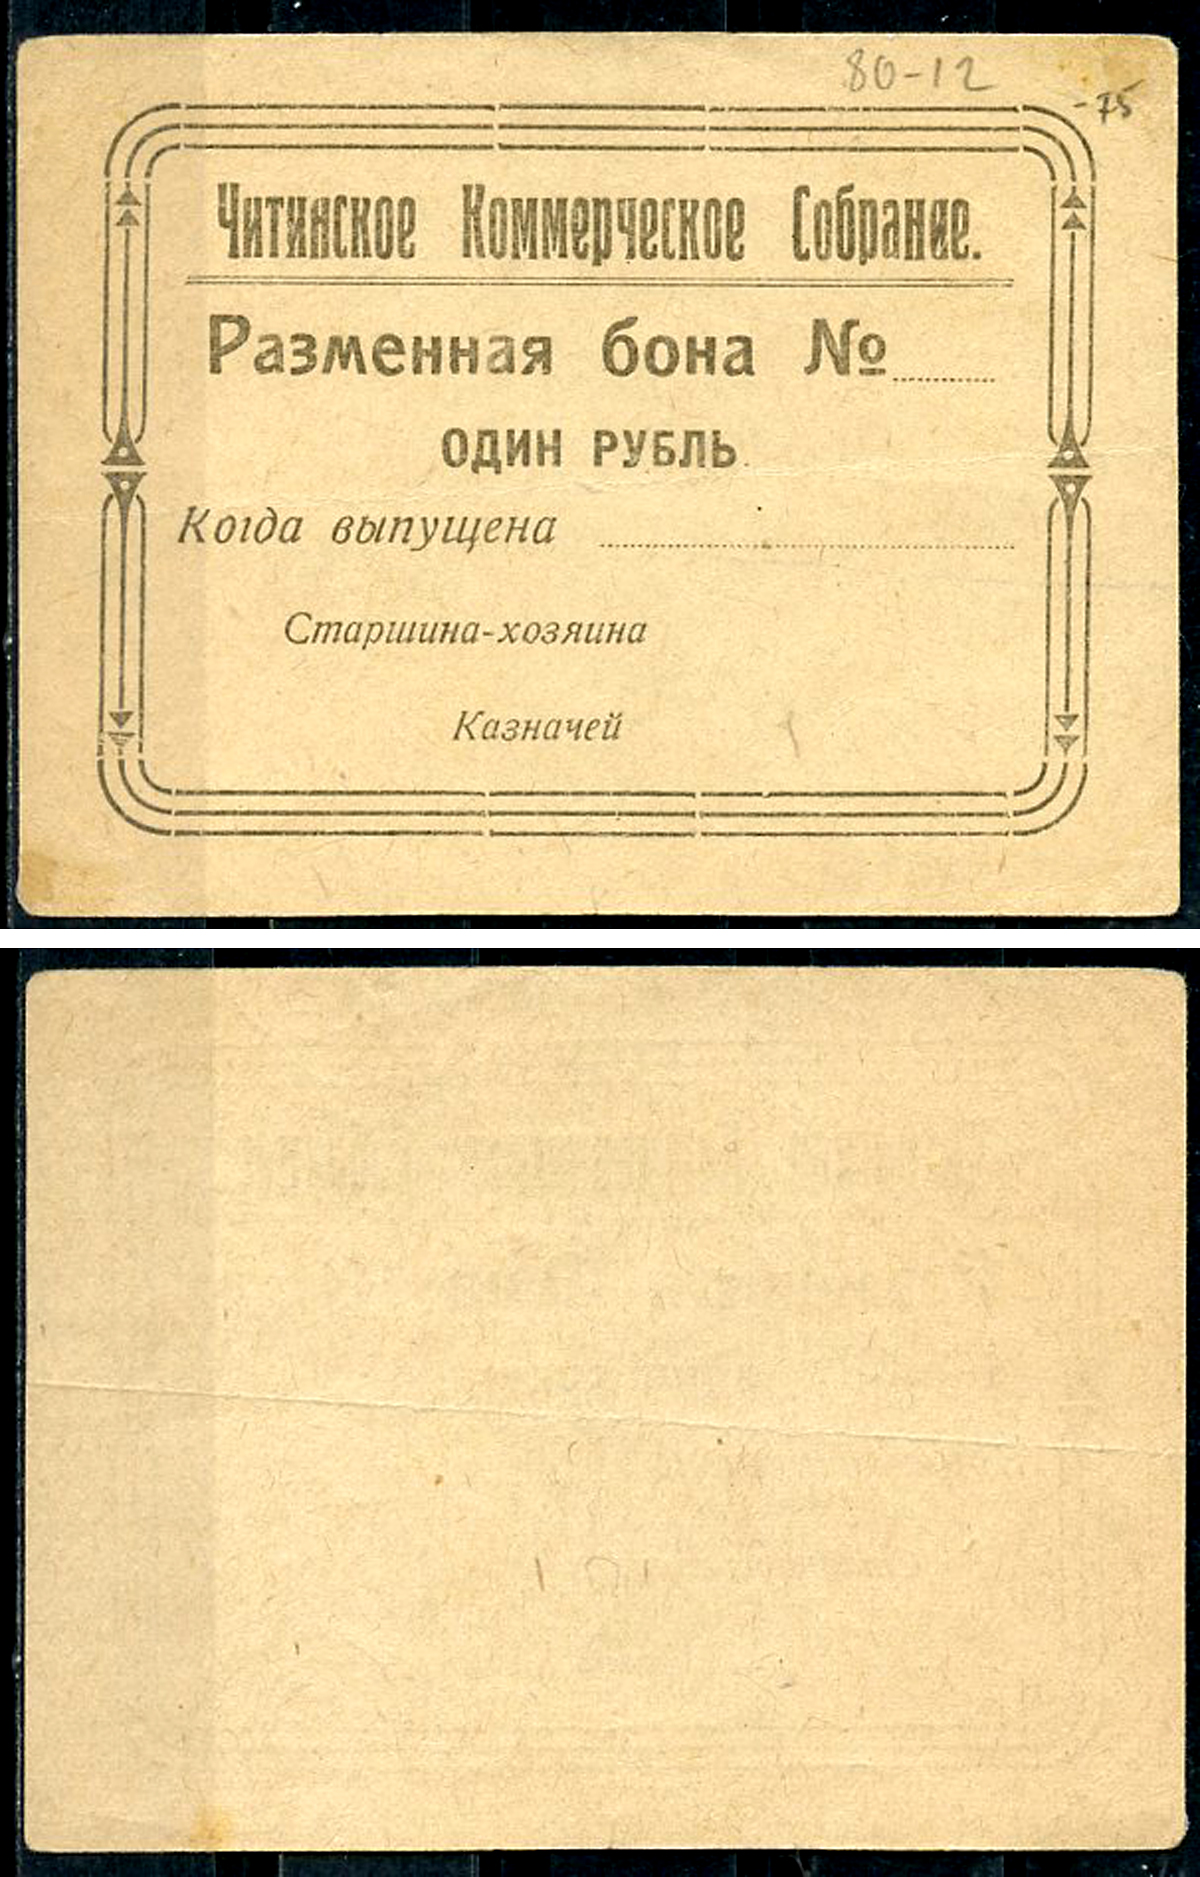 80-12
-75
Читинское Коммерческое Собрание.
Разменная бона №
ОДИН РУБЛЬ
Когда выпущена
Старшина-хозяина
Казначей